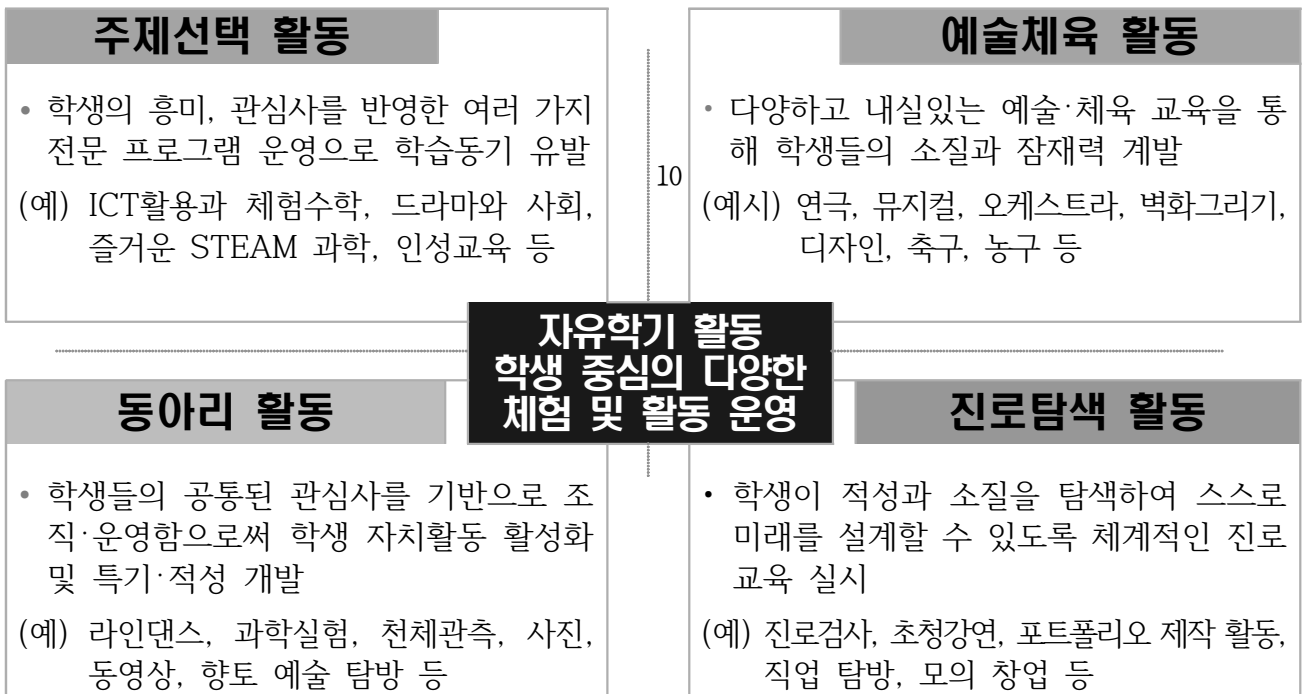 주제선택 활동
• 학생의 흥미, 관심사를 반영한 여러 가지
전문 프로그램 운영으로 학습동기 유발
(예) ICT활용과 체험수학, 드라마와 사회,
즐거운 STEAM 과학, 인성교육 등
10
예술체육 활동
• 다양하고 내실있는 예술·체육 교육을 통
해 학생들의 소질과 잠재력 계발
(예시) 연극, 뮤지컬, 오케스트라, 벽화그리기,
디자인, 축구, 농구 등
자유학기 활동
학생 중심의 다양한
체험 및 활동 운영
동아리 활동
• 학생들의 공통된 관심사를 기반으로 조
직·운영함으로써 학생 자치활동 활성화
및 특기·적성 개발
(예) 라인댄스, 과학실험, 천체관측, 사진,
동영상, 향토 예술 탐방 등
진로탐색 활동
• 학생이 적성과 소질을 탐색하여 스스로
미래를 설계할 수 있도록 체계적인 진로
교육 실시
(예) 진로검사, 초청강연, 포트폴리오 제작 활동,
직업 탐방, 모의 창업 등